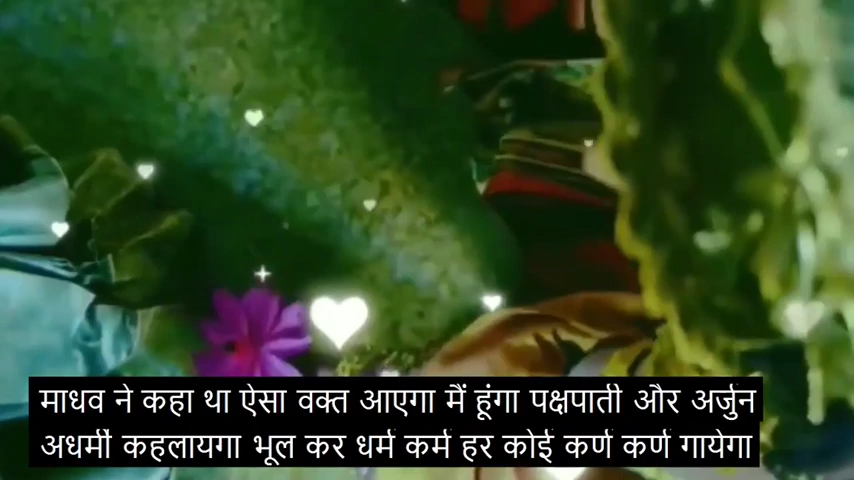 माधव ने कहा था ऐसा वक्त आएगा मैं हूंगा पक्षपाती और अर्जुन
अधर्मी कहलायगा भूल कर धर्म कर्म हर कोई कर्ण कर्ण गायेगा